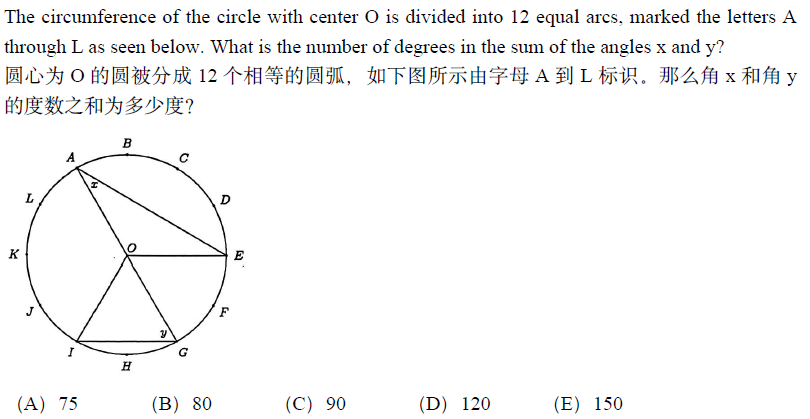 The circumference of the circle with center O is divided into 12 equal arcs, marked the letters A
through L as seen below. What is the number of degrees in the sum of the angles x and y?
圆心为 O 的圆被分成 12 个相等的圆弧，如下图所示由字母 A 到 L 标识。那么角 x 和角 y
的度数之和为多少度？
B
A C
x
L D
K O E
J F
y
I G
H
(A) 75 (B) 80 (C) 90 (D) 120 (E) 150